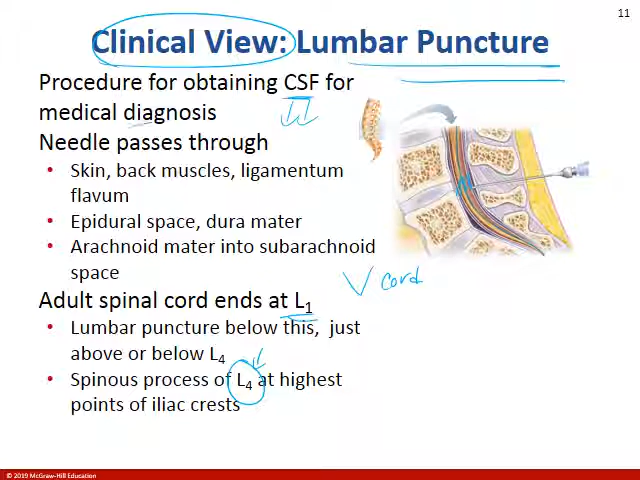 11
Clinical View: Lumbar Puncture
Procedure for obtaining CSF for
medical diagnosis
Needle passes through
• Skin, back muscles, ligamentum
flavum
• Epidural space, dura mater
• Arachnoid mater into subarachnoid
space
cord
Adult spinal cord ends at L1
• Lumbar puncture below this, just
above or below L4
• Spinous process of L4 at highest
points of iliac crests
© 2019 McGraw-Hill Education